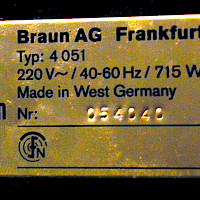 Braun AG Frankfurt
Typ: 4 051
220 V~ / 40-60 Hz / 715 W
Made in West Germany
Nr: 054040